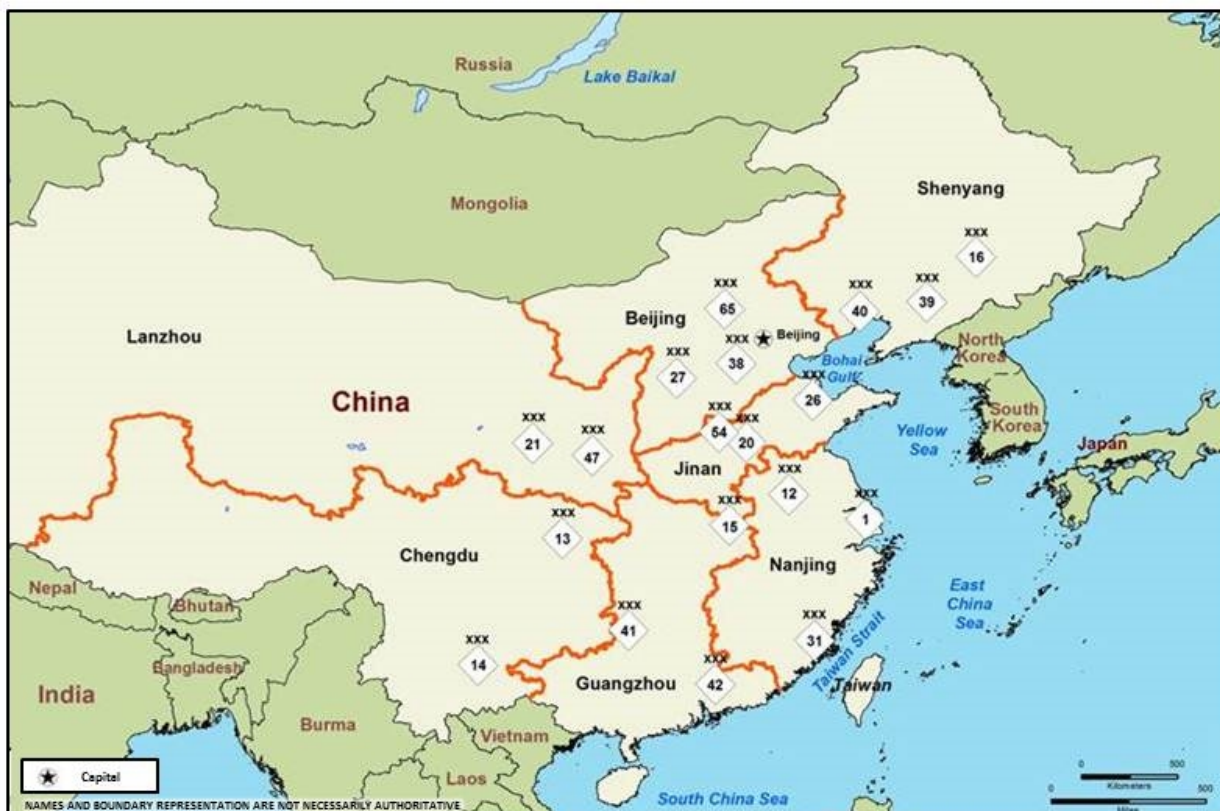 Russia
Lake Baikal
Mongolia
Shenyang
XXX
16
XXX
39
XXX
40
XXX
65
Beijing
Beijing
XXX
38
XXX
27
Bohai
Gulf
North
Korea
South
Korea
Japan
Yellow
Sea
Lanzhou
China
XXX
26
XXX
54
XXX
20
Jinan
XXX
21
XXX
47
XXX
12
XXX
1
XXX
15
XXX
13
Chengdu
Nanjing
East
China
Sea
Nepal
Bhutan
Bangladesh
India
Burma
XXX
41
XXX
31
XXX
14
XXX
42
Guangzhou
Taiwan Strait
Taiwan
Vietnam
Laos
South China Sea
Capital
0 500
Kilometers
0 500
Miles
NAMES AND BOUNDARY REPRESENTATION ARE NOT NECESSARILY AUTHORITATIVE